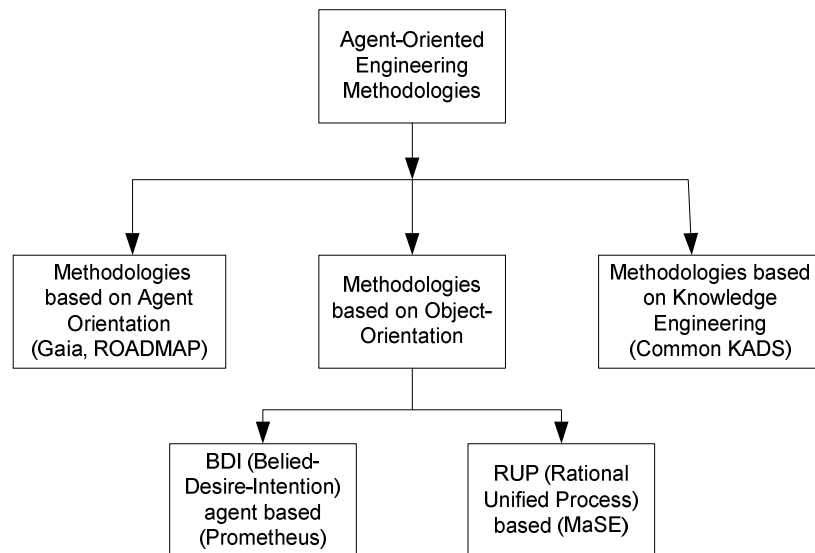 Agent-Oriented
Engineering
Methodologies
Methodologies
based on Agent
Orientation
(Gaia, ROADMAP)
Methodologies
based on Object-
Orientation
Methodologies based
on Knowledge
Engineering
(Common KADS)
BDI (Belied-
Desire-Intention)
agent based
(Prometheus)
RUP (Rational
Unified Process)
based (MaSE)